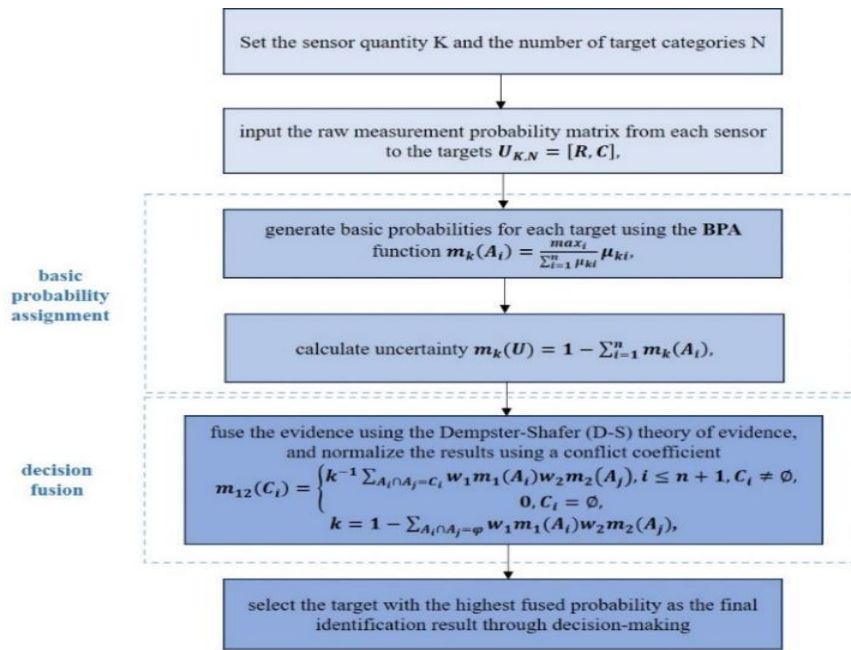 Set the sensor quantity K and the number of target categories N
input the raw measurement probability matrix from each sensor
to the targets U_{K,N} = [R, C],
basic
probability
assignment
generate basic probabilities for each target using the BPA
function m_k(A_i) = \frac{max_i}{\sum_{i=1}^{n} μ_{ki}} μ_{ki},
calculate uncertainty m_k(U) = 1 − \sum_{i=1}^{n} m_k(A_i),
decision
fusion
fuse the evidence using the Dempster-Shafer (D-S) theory of evidence,
and normalize the results using a conflict coefficient
m_{12}(C_i) = { k^{-1} \sum_{A_i∩A_j=C_i} w_1 m_1(A_i) w_2 m_2(A_j), i ≤ n + 1, C_i ≠ ∅,
0, C_i = ∅,
k = 1 − \sum_{A_i∩A_j=φ} w_1 m_1(A_i) w_2 m_2(A_j),
select the target with the highest fused probability as the final
identification result through decision-making